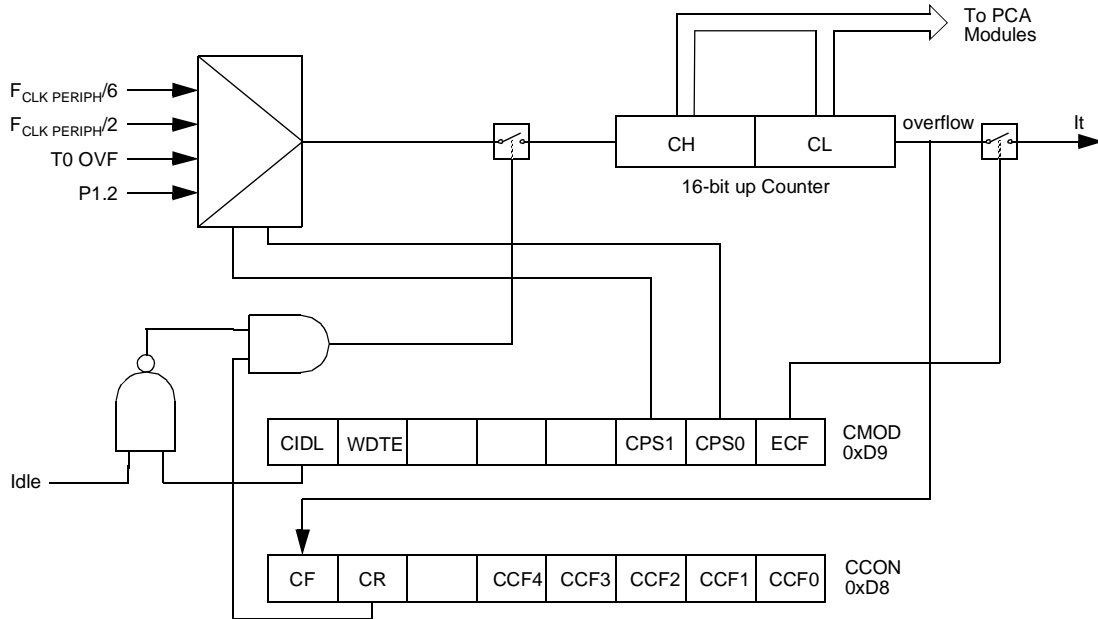 To PCA
Modules
F_CLK PERIPH/6
F_CLK PERIPH/2
T0 OVF
P1.2
CH
CL
overflow
It
16-bit up Counter
CIDL WDTE CPS1 CPS0 ECF
CMOD
0xD9
Idle
CF CR CCF4 CCF3 CCF2 CCF1 CCF0
CCON
0xD8